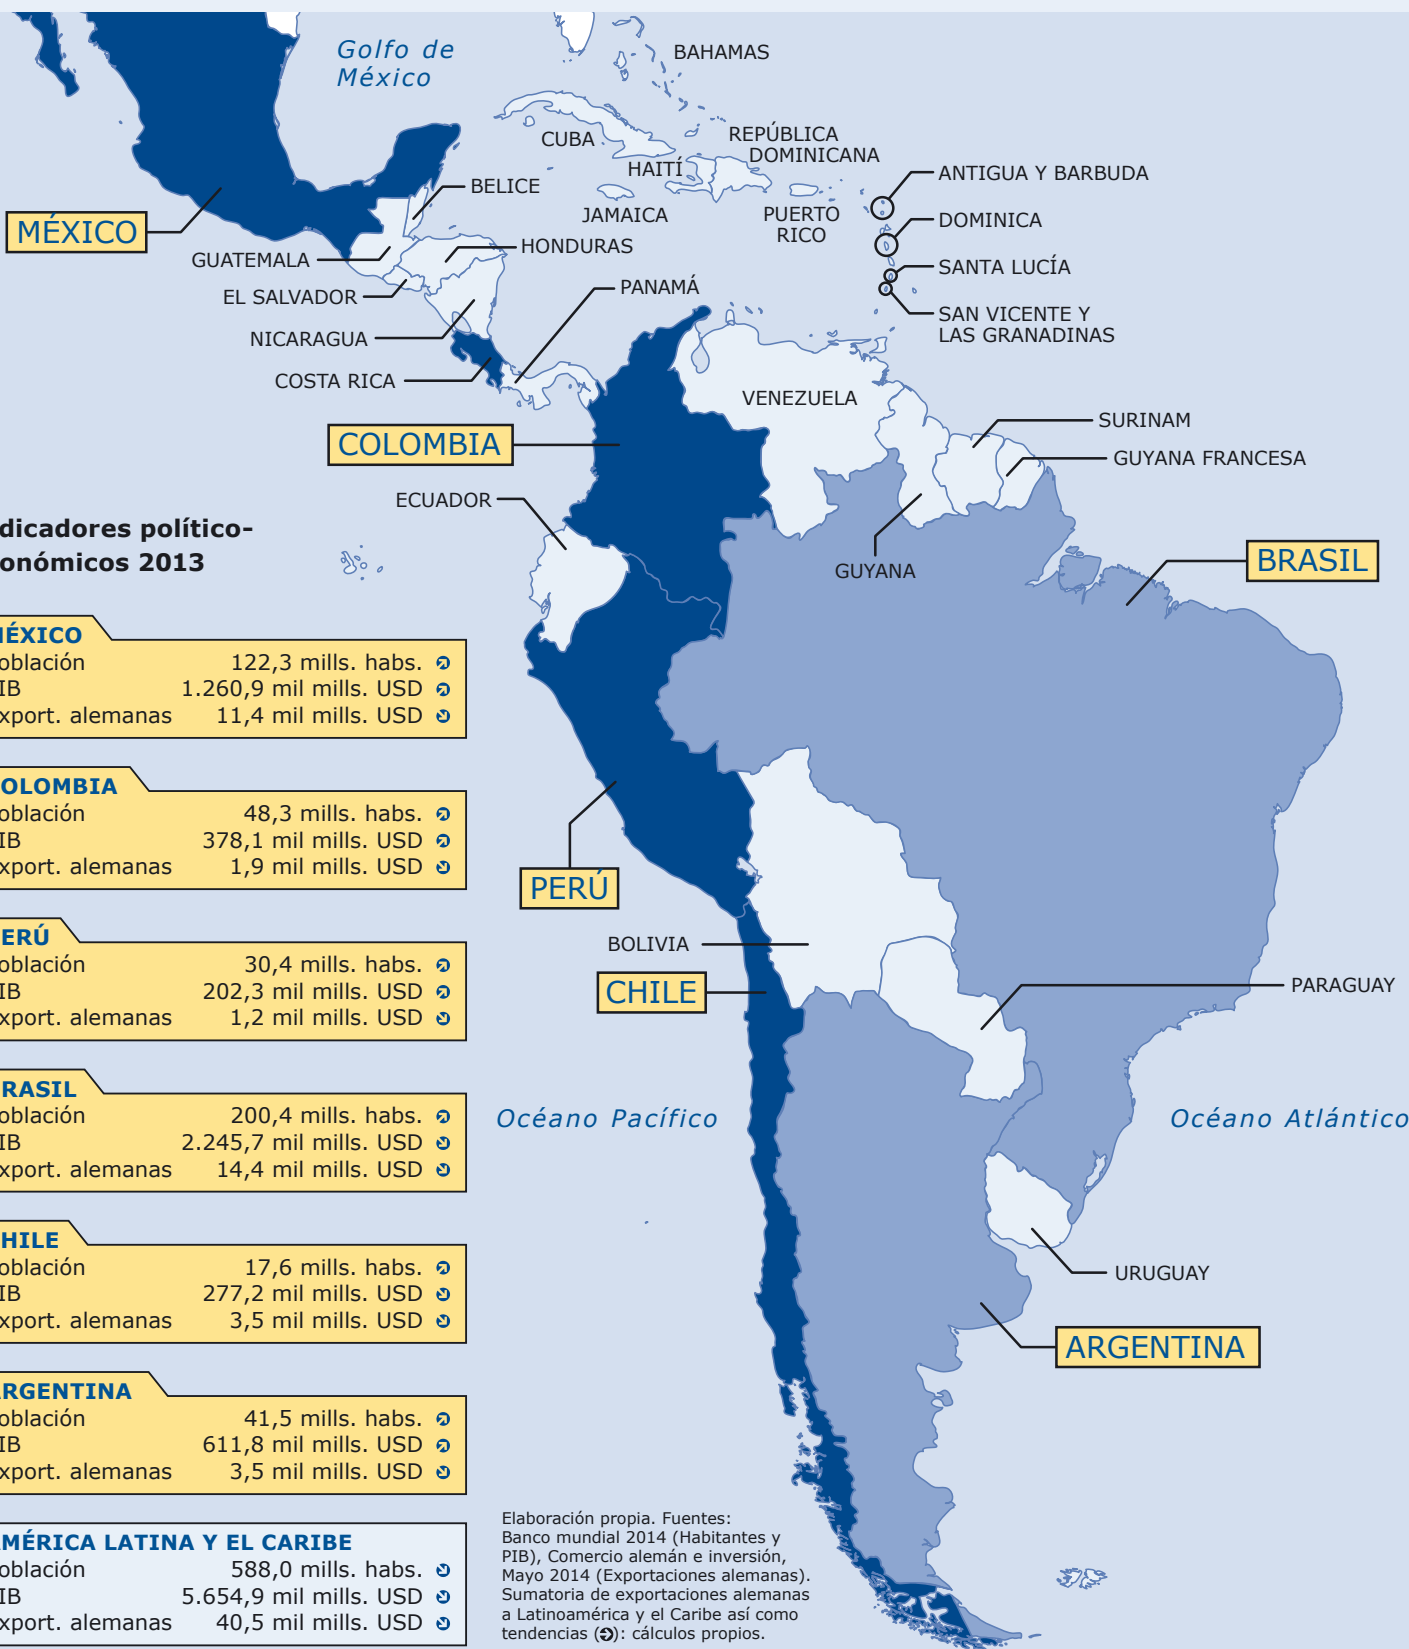 Golfo de
México
BAHAMAS
CUBA
REPÚBLICA
DOMINICANA
HAITÍ
JAMAICA
PUERTO
RICO
ANTIGUA Y BARBUDA
DOMINICA
SANTA LUCÍA
SAN VICENTE Y
LAS GRANADINAS
BELICE
MÉXICO
GUATEMALA
HONDURAS
EL SALVADOR
PANAMÁ
NICARAGUA
COSTA RICA
VENEZUELA
COLOMBIA
SURINAM
GUYANA FRANCESA
ECUADOR
GUYANA
BRASIL
PERÚ
BOLIVIA
CHILE
PARAGUAY
Océano Pacífico
Océano Atlántico
URUGUAY
ARGENTINA
dicadores político-
onómicos 2013
MÉXICO
oblación 122,3 mills. habs.
IB 1.260,9 mil mills. USD
xport. alemanas 11,4 mil mills. USD
OLOMBIA
oblación 48,3 mills. habs.
IB 378,1 mil mills. USD
xport. alemanas 1,9 mil mills. USD
ERÚ
oblación 30,4 mills. habs.
IB 202,3 mil mills. USD
xport. alemanas 1,2 mil mills. USD
RASIL
oblación 200,4 mills. habs.
IB 2.245,7 mil mills. USD
xport. alemanas 14,4 mil mills. USD
HILE
oblación 17,6 mills. habs.
IB 277,2 mil mills. USD
xport. alemanas 3,5 mil mills. USD
RGENTINA
oblación 41,5 mills. habs.
IB 611,8 mil mills. USD
xport. alemanas 3,5 mil mills. USD
MÉRICA LATINA Y EL CARIBE
oblación 588,0 mills. habs.
IB 5.654,9 mil mills. USD
xport. alemanas 40,5 mil mills. USD
Elaboración propia. Fuentes:
Banco mundial 2014 (Habitantes y
PIB), Comercio alemán e inversión,
Mayo 2014 (Exportaciones alemanas).
Sumatoria de exportaciones alemanas
a Latinoamérica y el Caribe así como
tendencias (➲): cálculos propios.